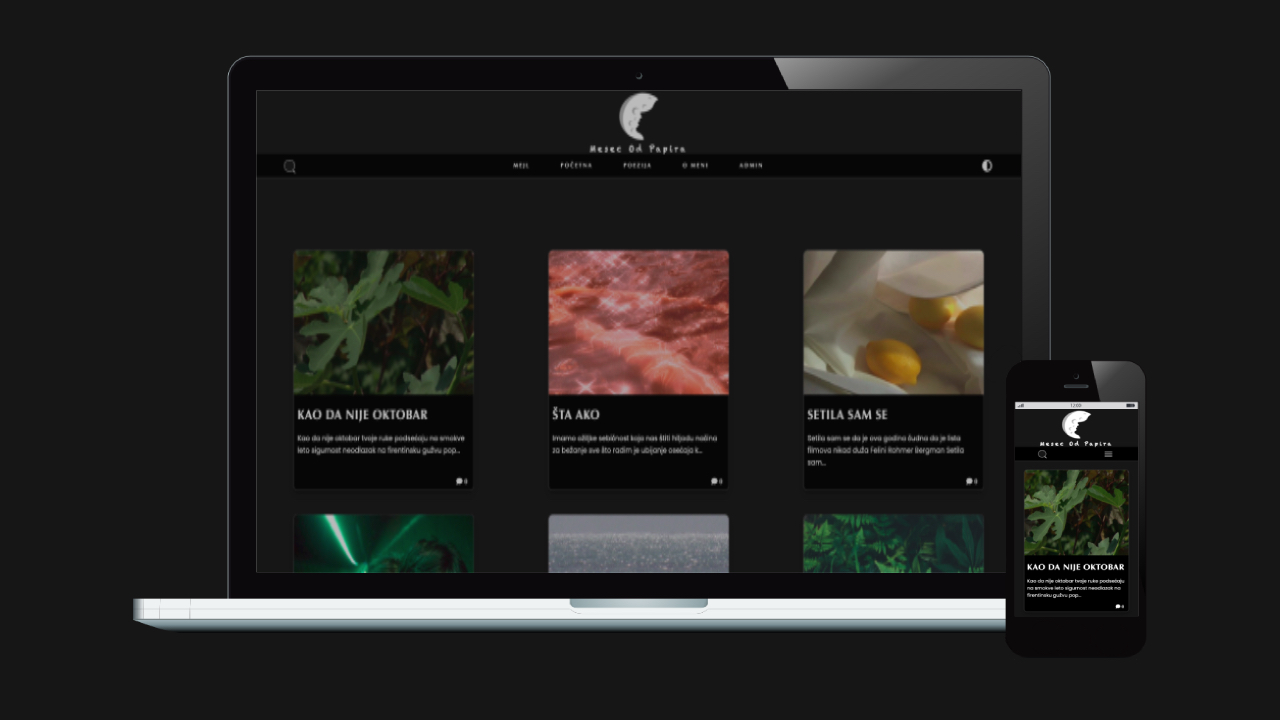 Mesec Od Papira
MEJL POČETNA POEZIJA O MENI ADMIN
KAO DA NIJE OKTOBAR
Kao da nije oktobar tvoje ruke podsećaju na smokve
leto sigurnost neodlazak na firentinsku gužvu pop...
0
ŠTA AKO
Imamo ožiljke sebičnost koja nas štiti hiljadu načina
za bežanje sve što radim je ubijanje osećaja k...
0
SETILA SAM SE
Setila sam se da je ova godina čudna da je lista
filmova nikad duža Felini Rohmer Bergman Setila
sam...
0
12:00
Mesec Od Papira
KAO DA NIJE OKTOBAR
Kao da nije oktobar tvoje ruke podsećaju
na smokve leto sigurnost neodlazak na
firentinsku gužvu pop...
0